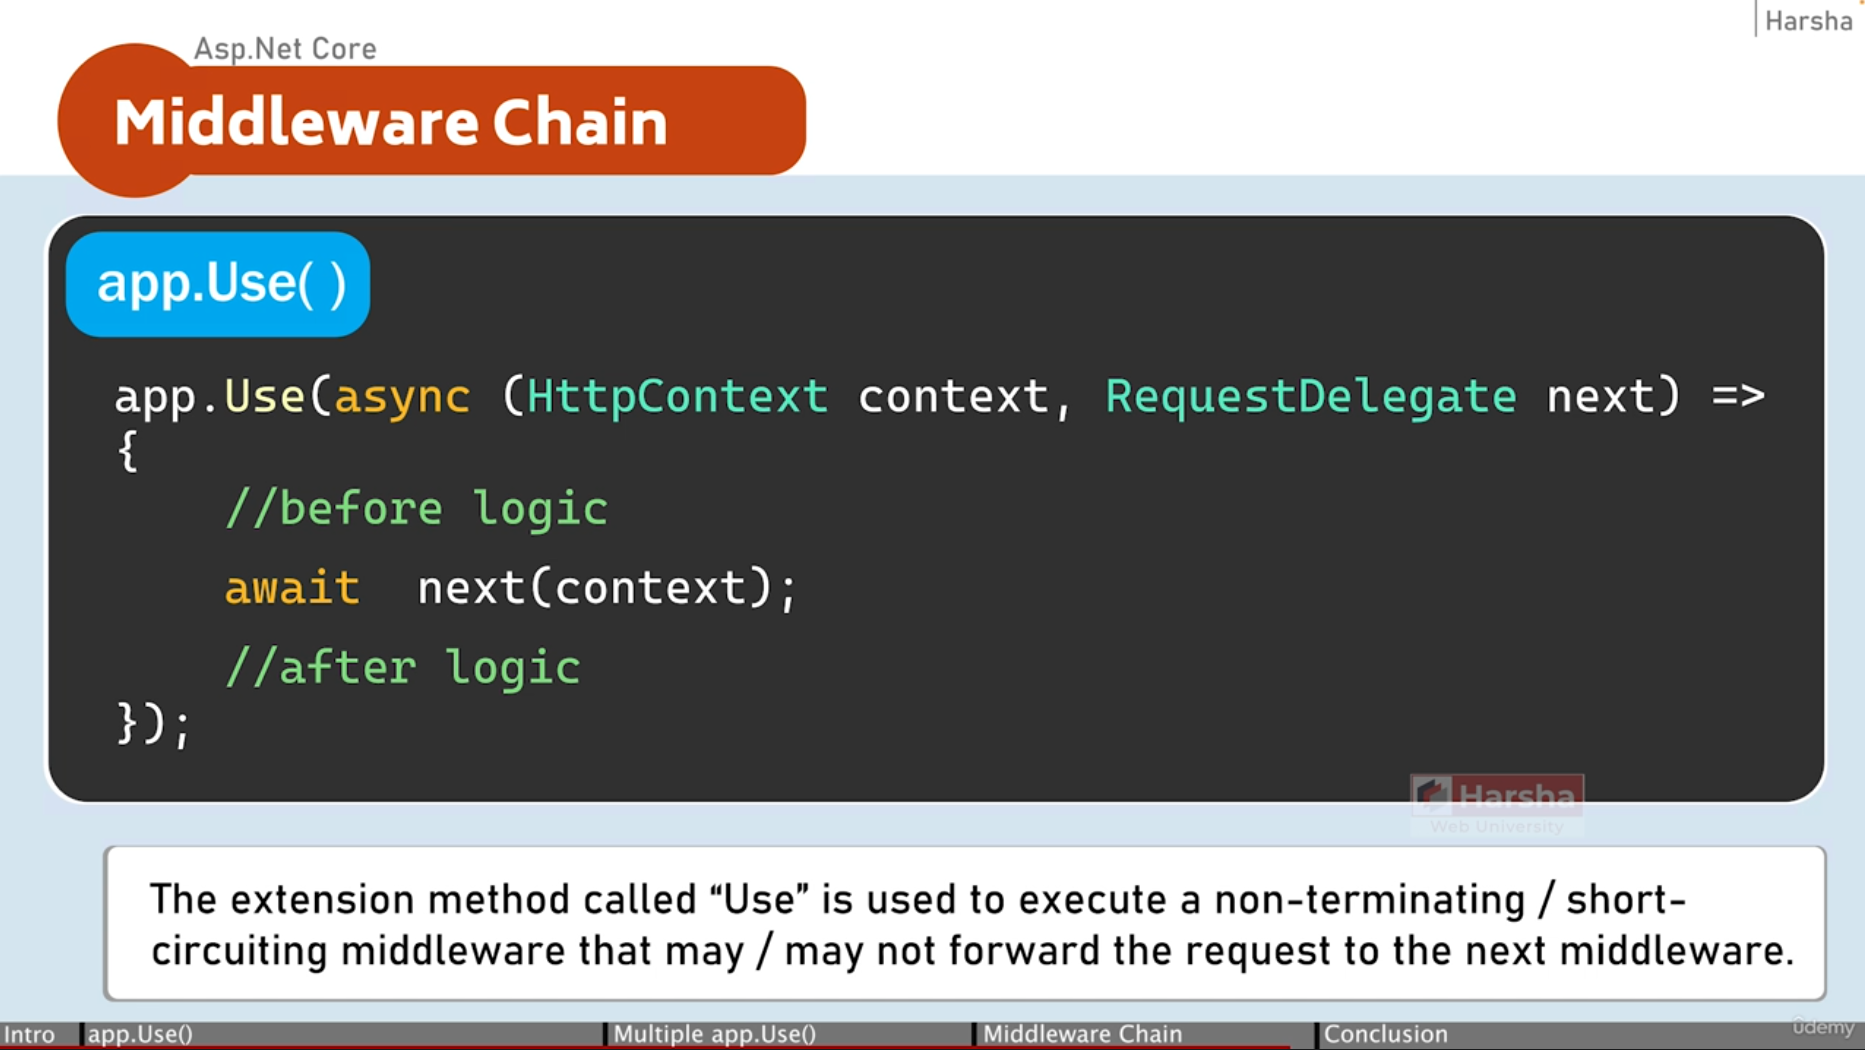 Harsha
Asp.Net Core
Middleware Chain
app.Use( )
app.Use(async (HttpContext context, RequestDelegate next) =>
{
//before logic
await next(context);
//after logic
});
Harsha
Web University
The extension method called “Use” is used to execute a non-terminating / short-
circuiting middleware that may / may not forward the request to the next middleware.
Intro app.Use() Multiple app.Use() Middleware Chain Conclusion
ûdemy